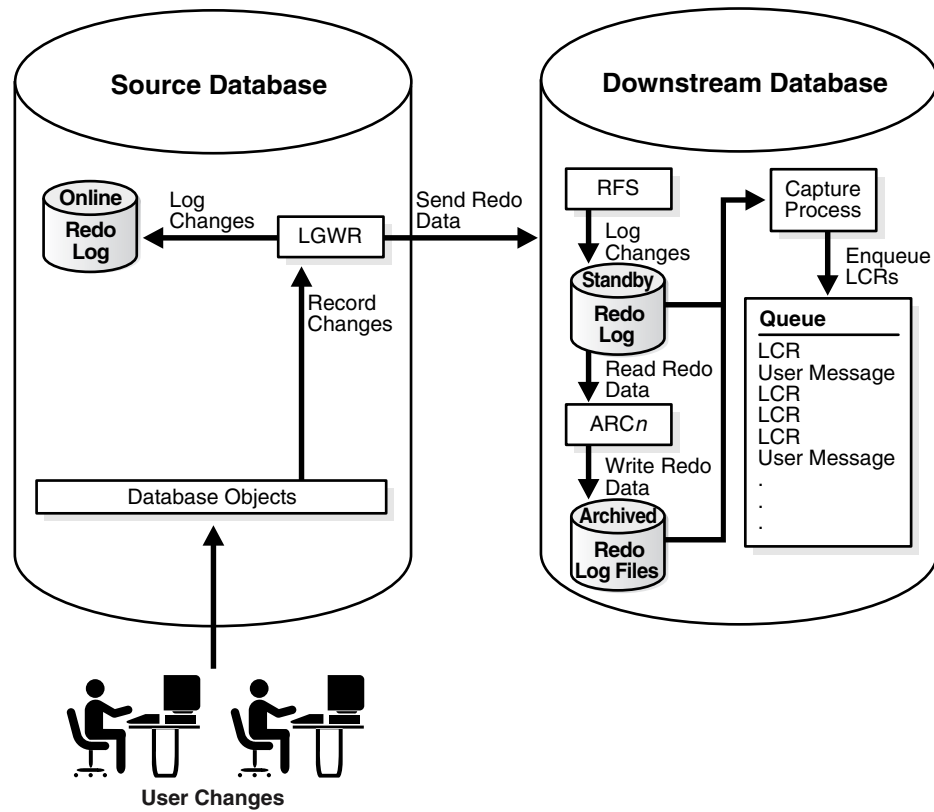 Source Database
Online
Redo
Log
Log
Changes
LGWR
Send Redo
Data
Record
Changes
Database Objects
User Changes
Downstream Database
RFS
Log
Changes
Standby
Redo
Log
Read Redo
Data
ARCn
Write Redo
Data
Archived
Redo
Log Files
Capture
Process
Enqueue
LCRs
Queue
LCR
User Message
LCR
LCR
LCR
User Message
.
.
.